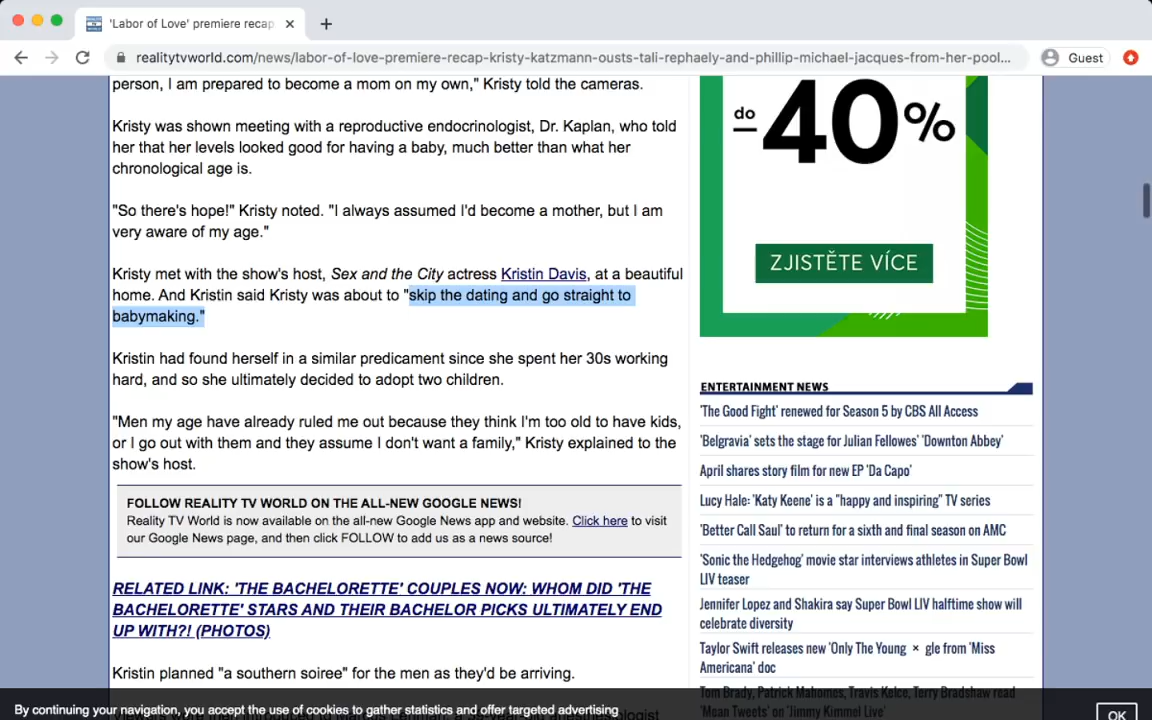 'Labor of Love' premiere recap
realitytvworld.com/news/labor-of-love-premiere-recap-kristy-katzmann-ousts-tali-rephaely-and-phillip-michael-jacques-from-her-pool...
Guest
person, I am prepared to become a mom on my own," Kristy told the cameras.
Kristy was shown meeting with a reproductive endocrinologist, Dr. Kaplan, who told
her that her levels looked good for having a baby, much better than what her
chronological age is.
"So there's hope!" Kristy noted. "I always assumed I'd become a mother, but I am
very aware of my age."
Kristy met with the show's host, Sex and the City actress Kristin Davis, at a beautiful
home. And Kristin said Kristy was about to "skip the dating and go straight to
babymaking."
Kristin had found herself in a similar predicament since she spent her 30s working
hard, and so she ultimately decided to adopt two children.
"Men my age have already ruled me out because they think I'm too old to have kids,
or I go out with them and they assume I don't want a family," Kristy explained to the
show's host.
FOLLOW REALITY TV WORLD ON THE ALL-NEW GOOGLE NEWS!
Reality TV World is now available on the all-new Google News app and website. Click here to visit
our Google News page, and then click FOLLOW to add us as a news source!
RELATED LINK: 'THE BACHELORETTE' COUPLES NOW: WHOM DID 'THE
BACHELORETTE' STARS AND THEIR BACHELOR PICKS ULTIMATELY END
UP WITH?! (PHOTOS)
Kristin planned "a southern soiree" for the men as they'd be arriving.
do
40%
ZJISTĚTE VÍCE
ENTERTAINMENT NEWS
'The Good Fight' renewed for Season 5 by CBS All Access
'Belgravia' sets the stage for Julian Fellowes' 'Downton Abbey'
April shares story film for new EP 'Da Capo'
Lucy Hale: 'Katy Keene' is a "happy and inspiring" TV series
'Better Call Saul' to return for a sixth and final season on AMC
'Sonic the Hedgehog' movie star interviews athletes in Super Bowl
LIV teaser
Jennifer Lopez and Shakira say Super Bowl LIV halftime show will
celebrate diversity
Taylor Swift releases new 'Only The Young × gle from 'Miss
Americana' doc
Tom Brady, Patrick Mahomes, Travis Kelce, Terry Bradshaw read
'Mean Tweets' on 'Jimmy Kimmel Live'
By continuing your navigation, you accept the use of cookies to gather statistics and offer targeted advertising
OK